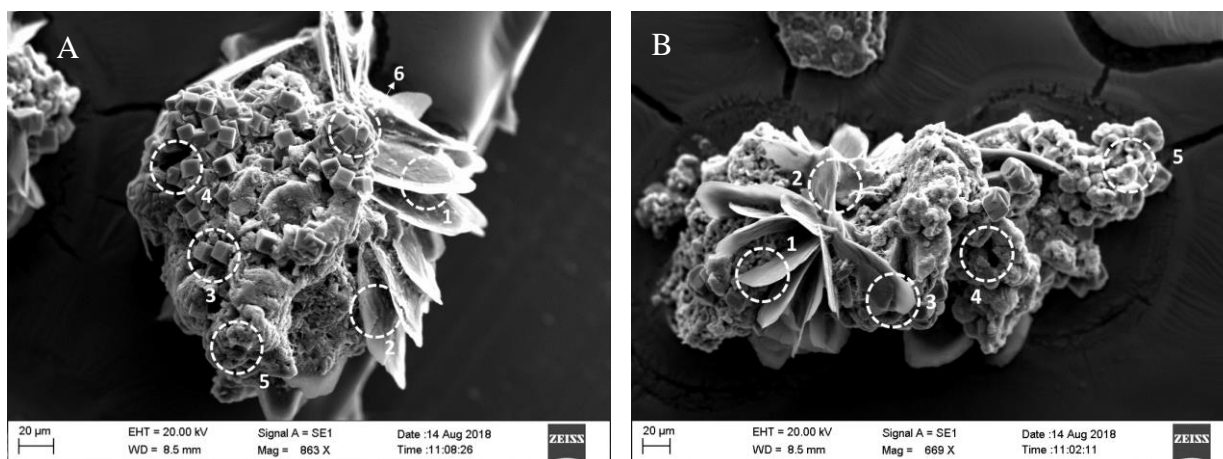 A
6
4
1
3
2
5
20 µm
EHT = 20.00 kV
Signal A = SE1
Date :14 Aug 2018
WD = 8.5 mm
Mag = 863 X
Time :11:08:26
ZEISS
B
5
2
1
4
3
20 µm
EHT = 20.00 kV
Signal A = SE1
Date :14 Aug 2018
WD = 8.5 mm
Mag = 669 X
Time :11:02:11
ZEISS